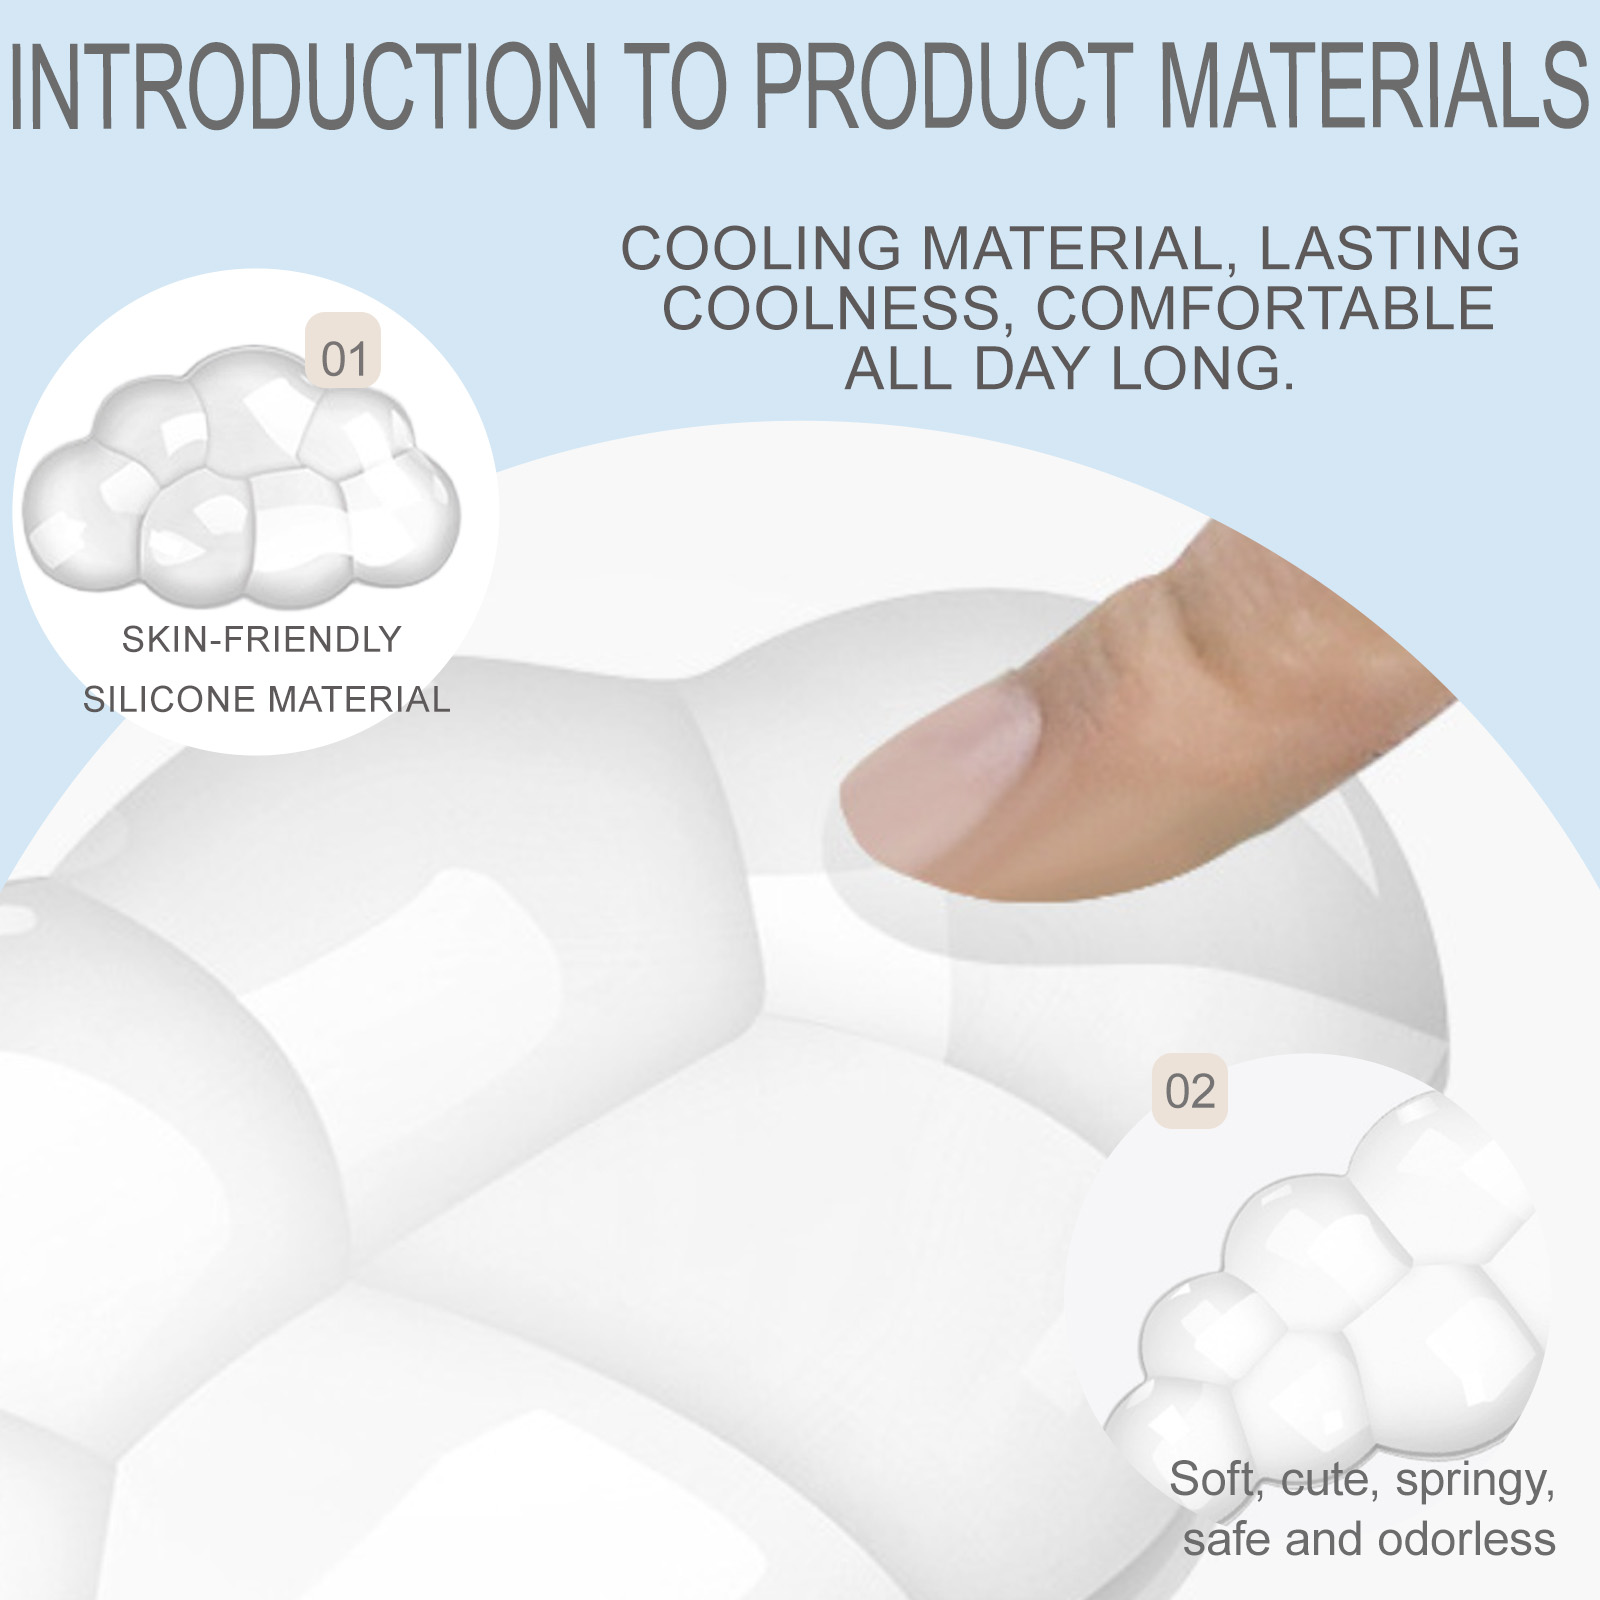 INTRODUCTION TO PRODUCT MATERIALS
COOLING MATERIAL, LASTING
COOLNESS, COMFORTABLE
ALL DAY LONG.
01
SKIN-FRIENDLY
SILICONE MATERIAL
02
Soft, cute, springy,
safe and odorless